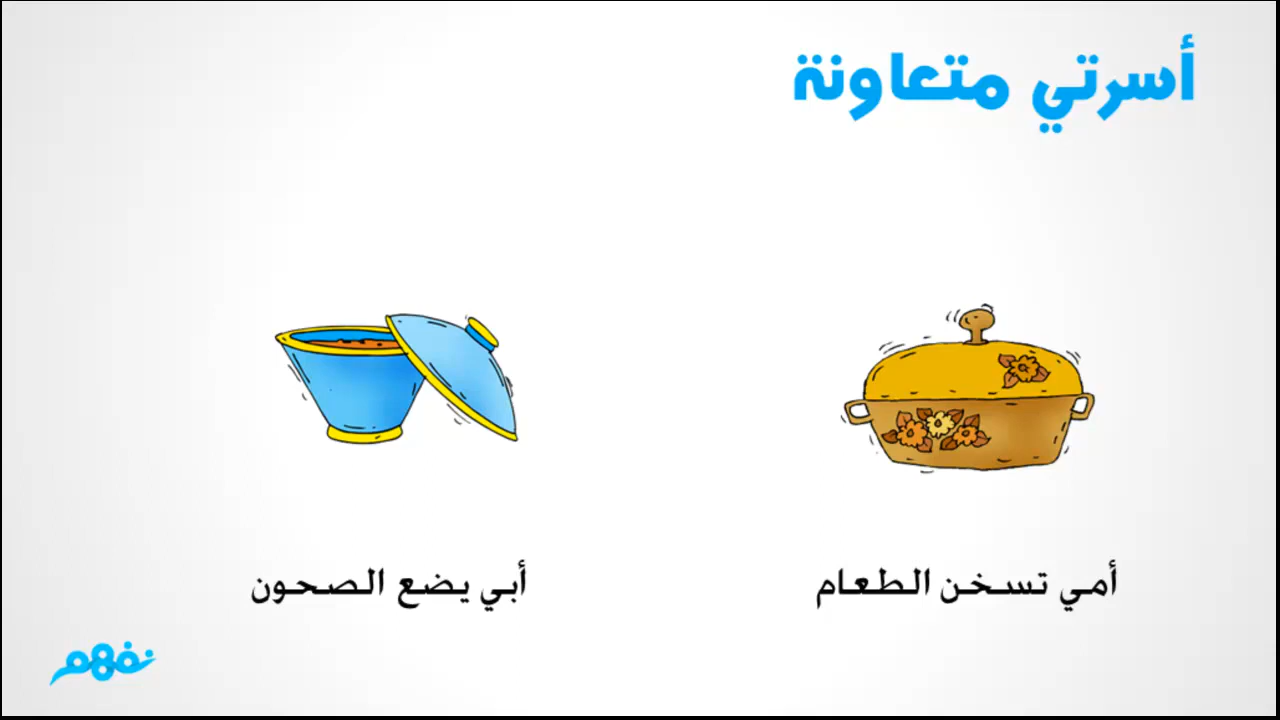 أسرتي متعاونة
أمي تسخن الطعام
أبي يضع الصحون
نفهم